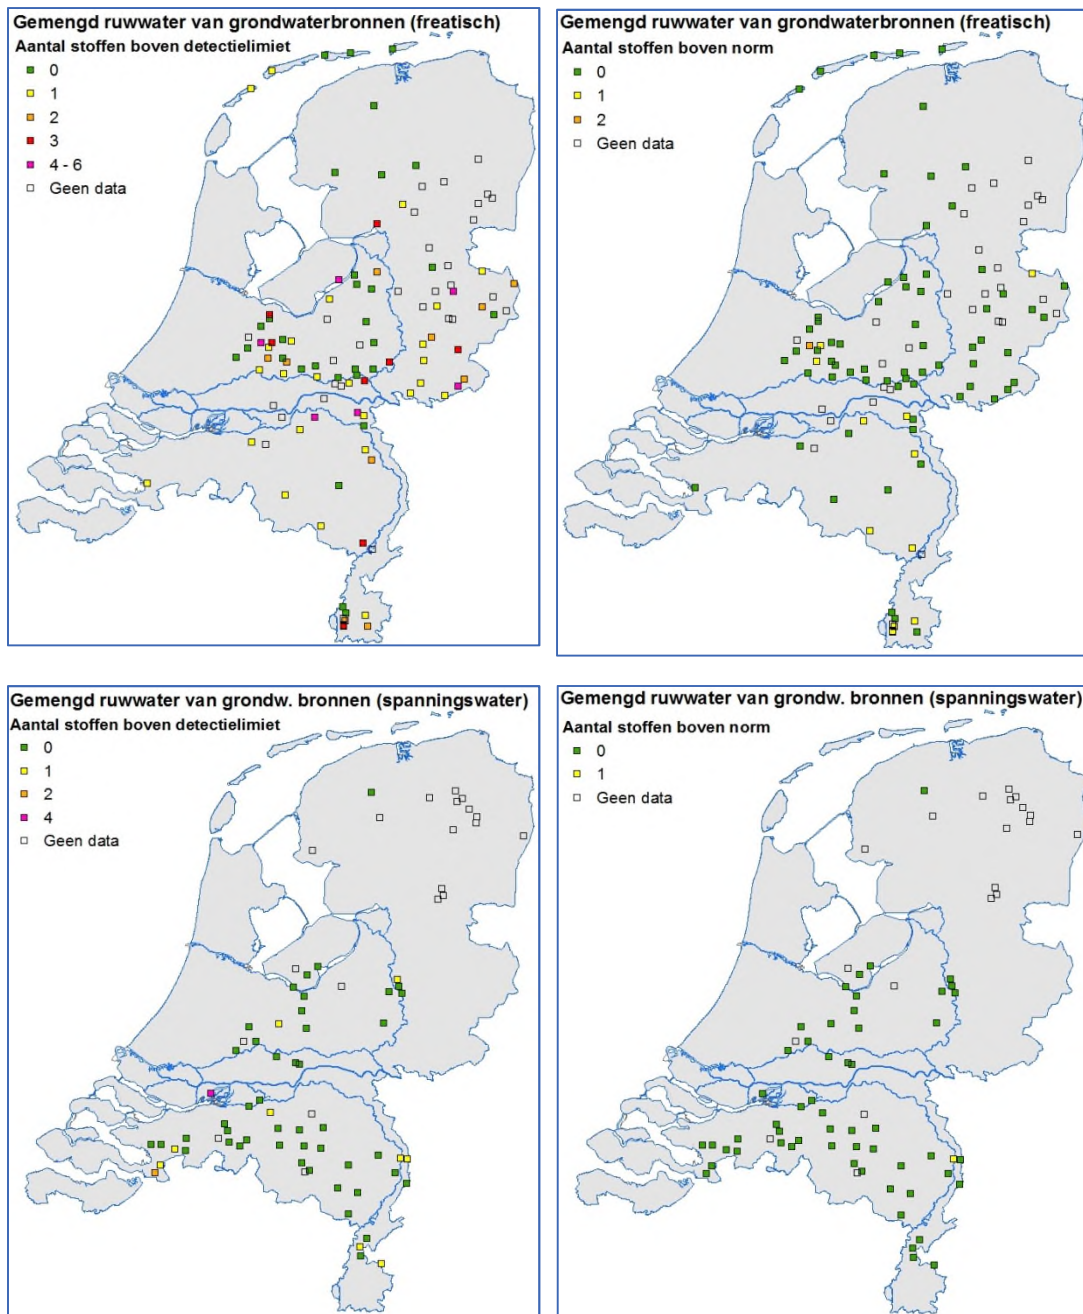 Gemengd ruwwater van grondwaterbronnen (freatisch)
Aantal stoffen boven detectielimiet
0
1
2
3
4 - 6
Geen data
Gemengd ruwwater van grondwaterbronnen (freatisch)
Aantal stoffen boven norm
0
1
2
Geen data
Gemengd ruwwater van grondw. bronnen (spanningswater)
Aantal stoffen boven detectielimiet
0
1
2
4
Geen data
Gemengd ruwwater van grondw. bronnen (spanningswater)
Aantal stoffen boven norm
0
1
Geen data